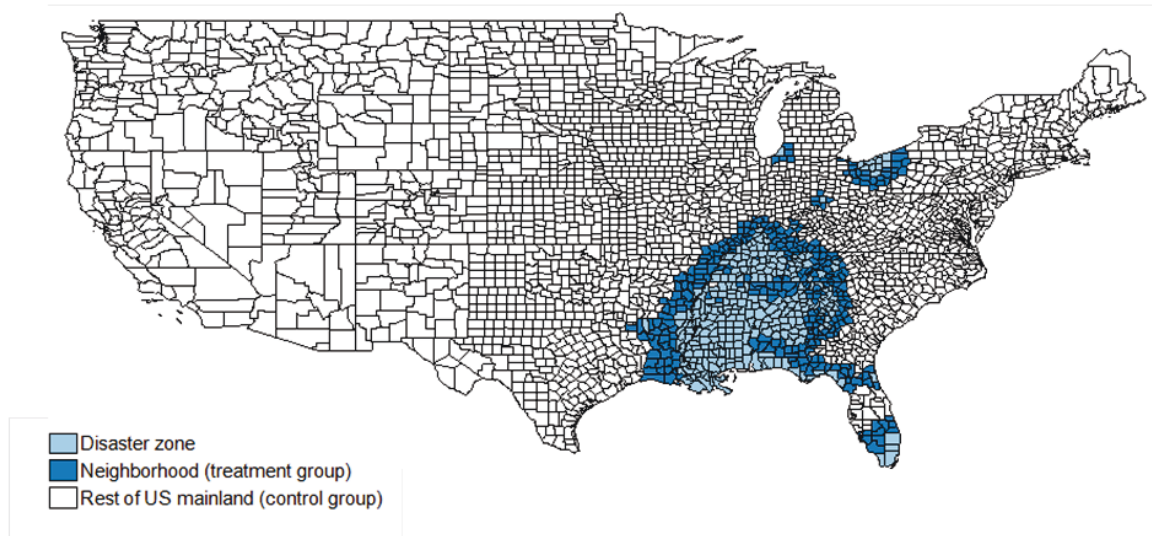 Disaster zone
Neighborhood (treatment group)
Rest of US mainland (control group)